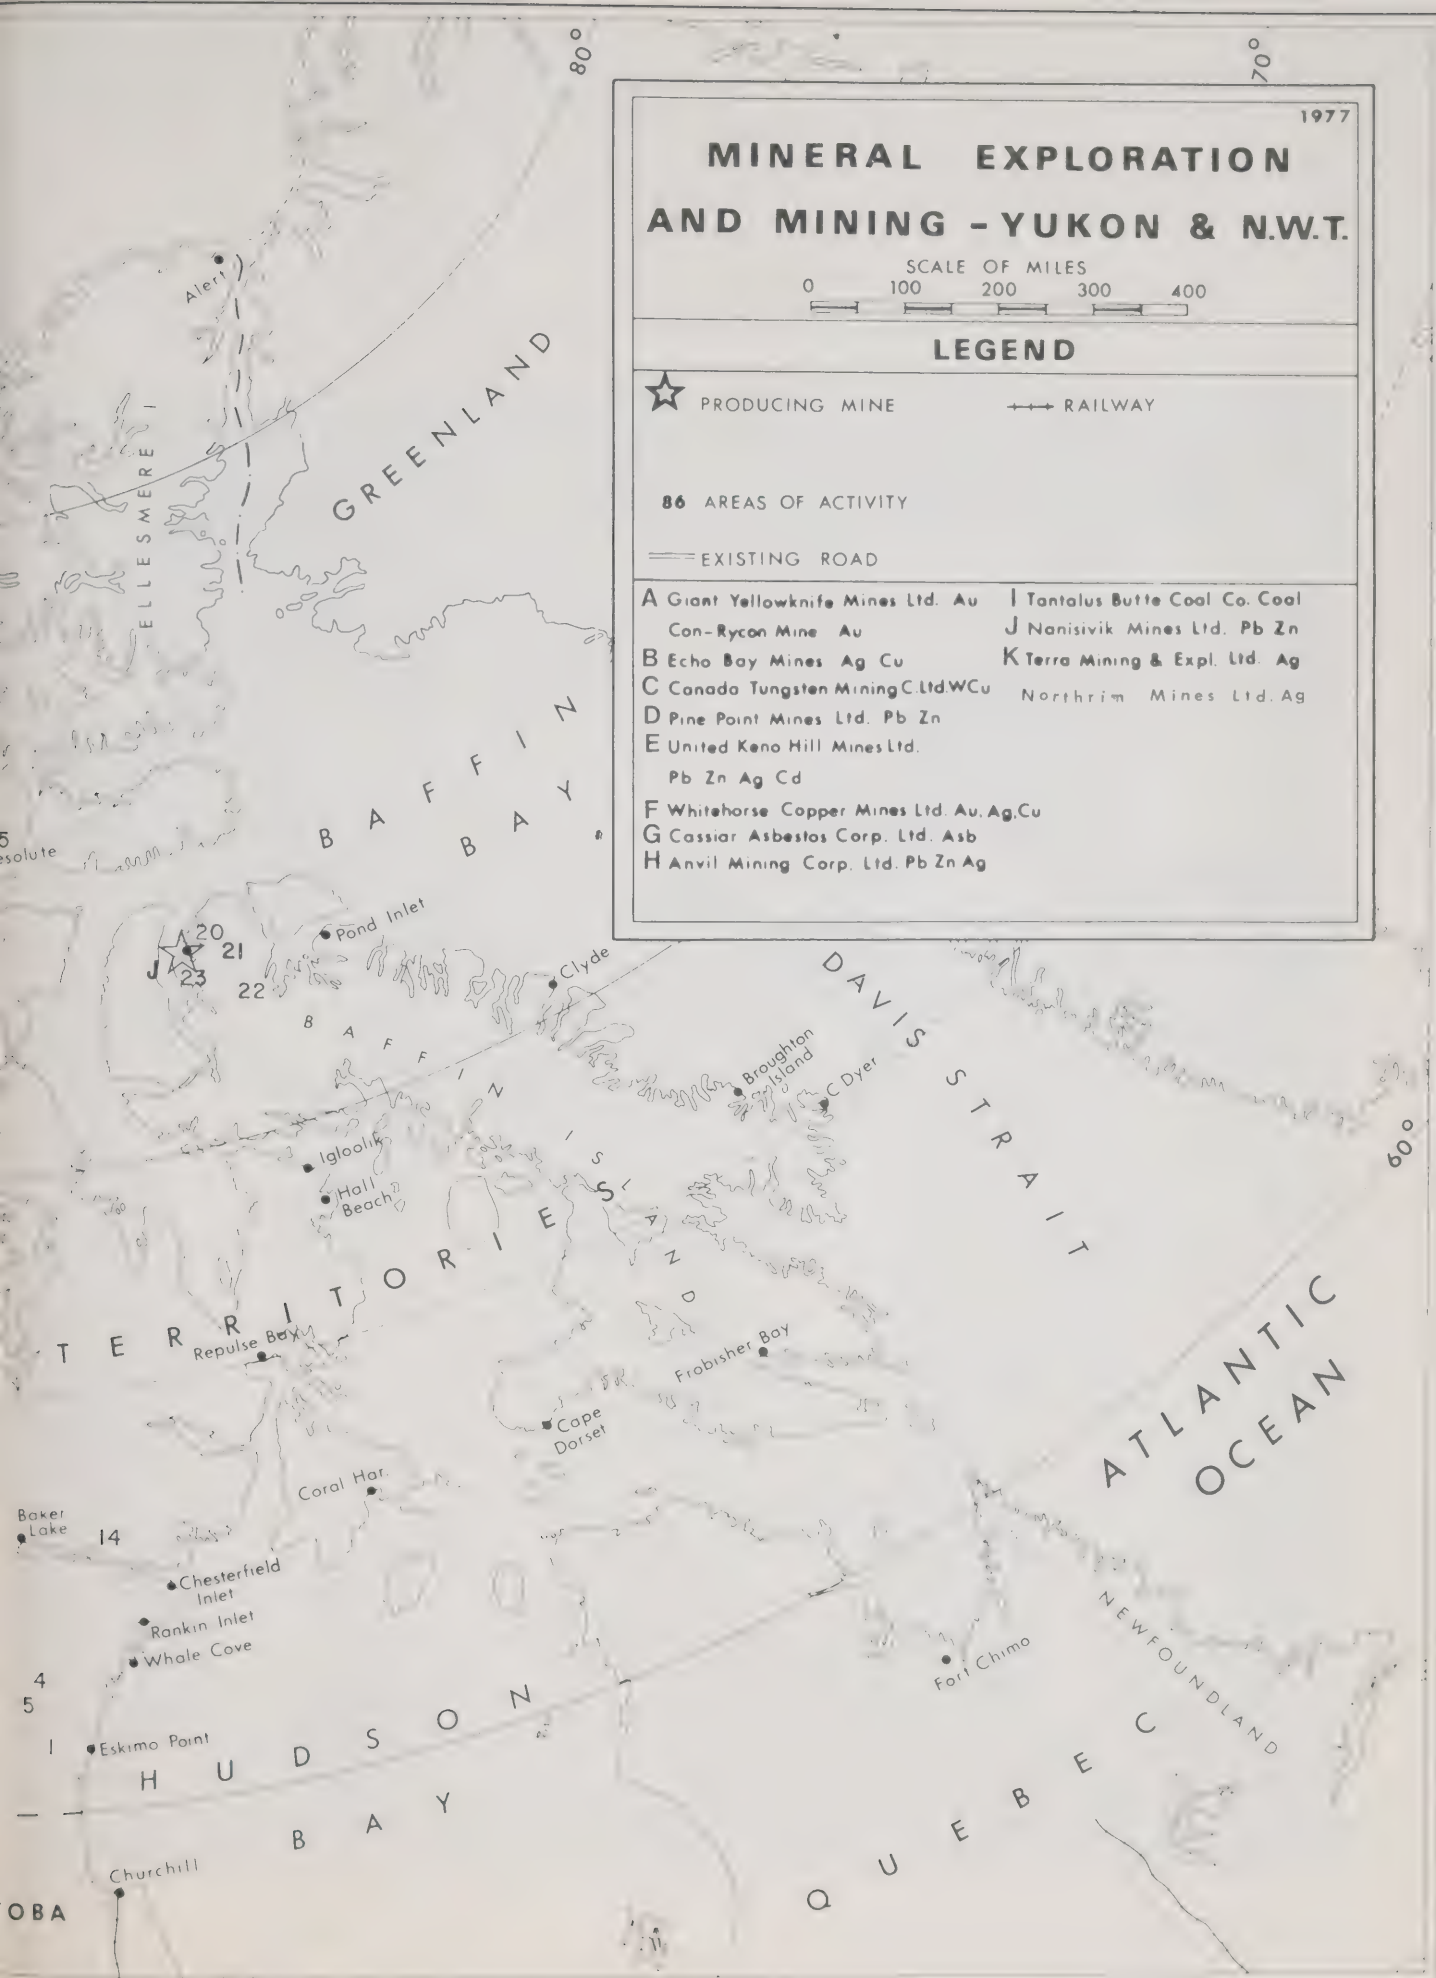 80°
70°
1977
MINERAL EXPLORATION
AND MINING - YUKON & N.W.T.
SCALE OF MILES
0 100 200 300 400
LEGEND
PRODUCING MINE
RAILWAY
86 AREAS OF ACTIVITY
EXISTING ROAD
A Giant Yellowknife Mines Ltd. Au
Con-Rycon Mine Au
B Echo Bay Mines Ag Cu
C Canada Tungsten Mining C. Ltd. W Cu
D Pine Point Mines Ltd. Pb Zn
E United Keno Hill Mines Ltd.
Pb Zn Ag Cd
F Whitehorse Copper Mines Ltd. Au, Ag, Cu
G Cassiar Asbestos Corp. Ltd. Asb
H Anvil Mining Corp. Ltd. Pb Zn Ag
I Tantalus Butte Coal Co. Coal
J Nanisivik Mines Ltd. Pb Zn
K Terra Mining & Expl. Ltd. Ag
Northrim Mines Ltd. Ag
Alert
GREENLAND
ELLESMERE I
BAFFIN
BAY
5
esolute
20
21
J
23
22
Pond Inlet
Clyde
BAFFIN
ISLAND
DAVIS STRAIT
Broughton
Island
C Dyer
60°
Igloolik
Hall
Beach
TERRITORIES
Repulse Bay
Frobisher Bay
Cape
Dorset
ATLANTIC
OCEAN
Coral Har.
Baker
Lake
14
Chesterfield
Inlet
Rankin Inlet
Whale Cove
4
5
1
Eskimo Point
Fort Chimo
NEWFOUNDLAND
HUDSON
BAY
QUEBEC
Churchill
OBA